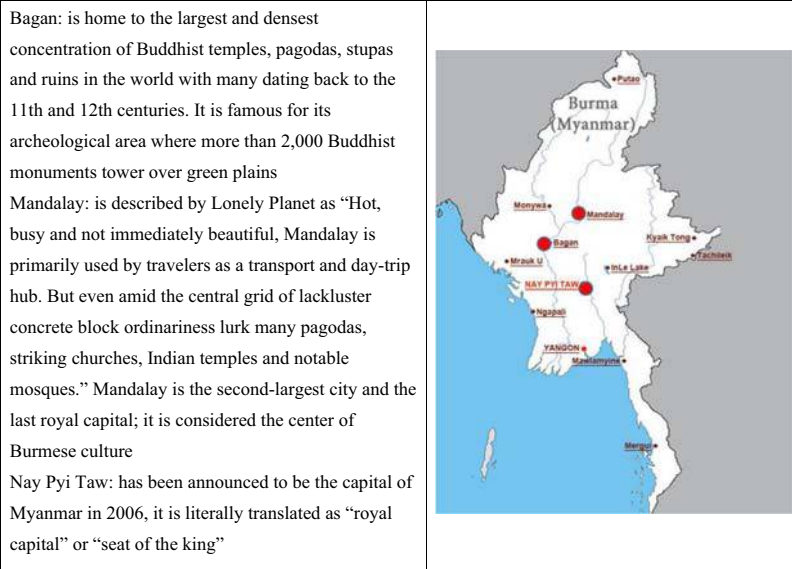 Bagan: is home to the largest and densest
concentration of Buddhist temples, pagodas, stupas
and ruins in the world with many dating back to the
11th and 12th centuries. It is famous for its
archeological area where more than 2,000 Buddhist
monuments tower over green plains
Mandalay: is described by Lonely Planet as “Hot,
busy and not immediately beautiful, Mandalay is
primarily used by travelers as a transport and day-trip
hub. But even amid the central grid of lackluster
concrete block ordinariness lurk many pagodas,
striking churches, Indian temples and notable
mosques.” Mandalay is the second-largest city and the
last royal capital; it is considered the center of
Burmese culture
Nay Pyi Taw: has been announced to be the capital of
Myanmar in 2006, it is literally translated as “royal
capital” or “seat of the king”
Putao
Burma
(Myanmar)
Monywa
Mandalay
Bagan
Kyaik Tong
Mrauk U
Tachileik
InLe Lake
NAY PYI TAW
Ngapali
YANGON
Mawlamyine
Mergui